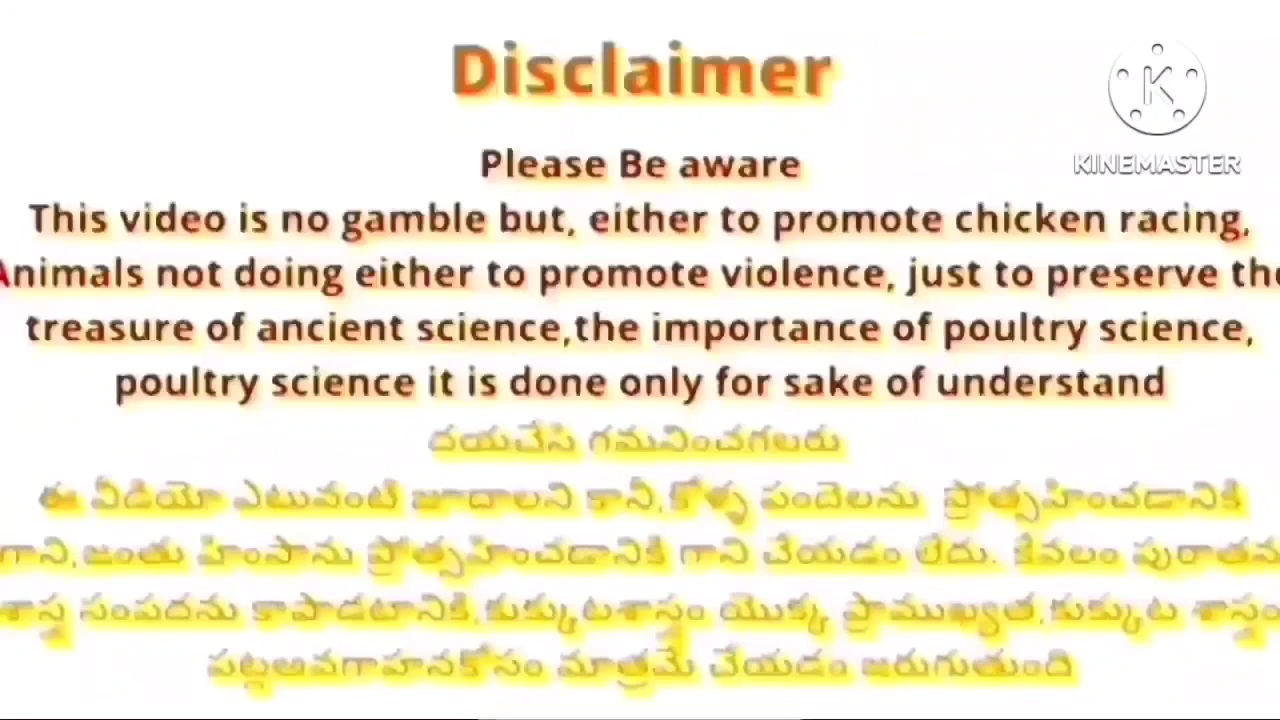 Disclaimer
KINEMASTER
Please Be aware
This video is no gamble but, either to promote chicken racing,
Animals not doing either to promote violence, just to preserve the
treasure of ancient science,the importance of poultry science,
poultry science it is done only for sake of understand
దయచేసి గమనించగలరు
ఈ వీడియో ఎటువంటి జూదాలని కానీ,కోళ్ళ పందెలను ప్రోత్సహించడానికి
గాని,జంతు హింసాను ప్రోత్సహించడానికి గాని చేయడం లేదు. కేవలం పురాతన
శాస్త్ర సంపదను కాపాడటానికి,కుక్కుటశాస్త్రం యొక్క ప్రాముఖ్యత,కుక్కుట శాస్త్రం
పట్లఅవగాహనకోసం మాత్రమే చేయడం జరుగుతుంది